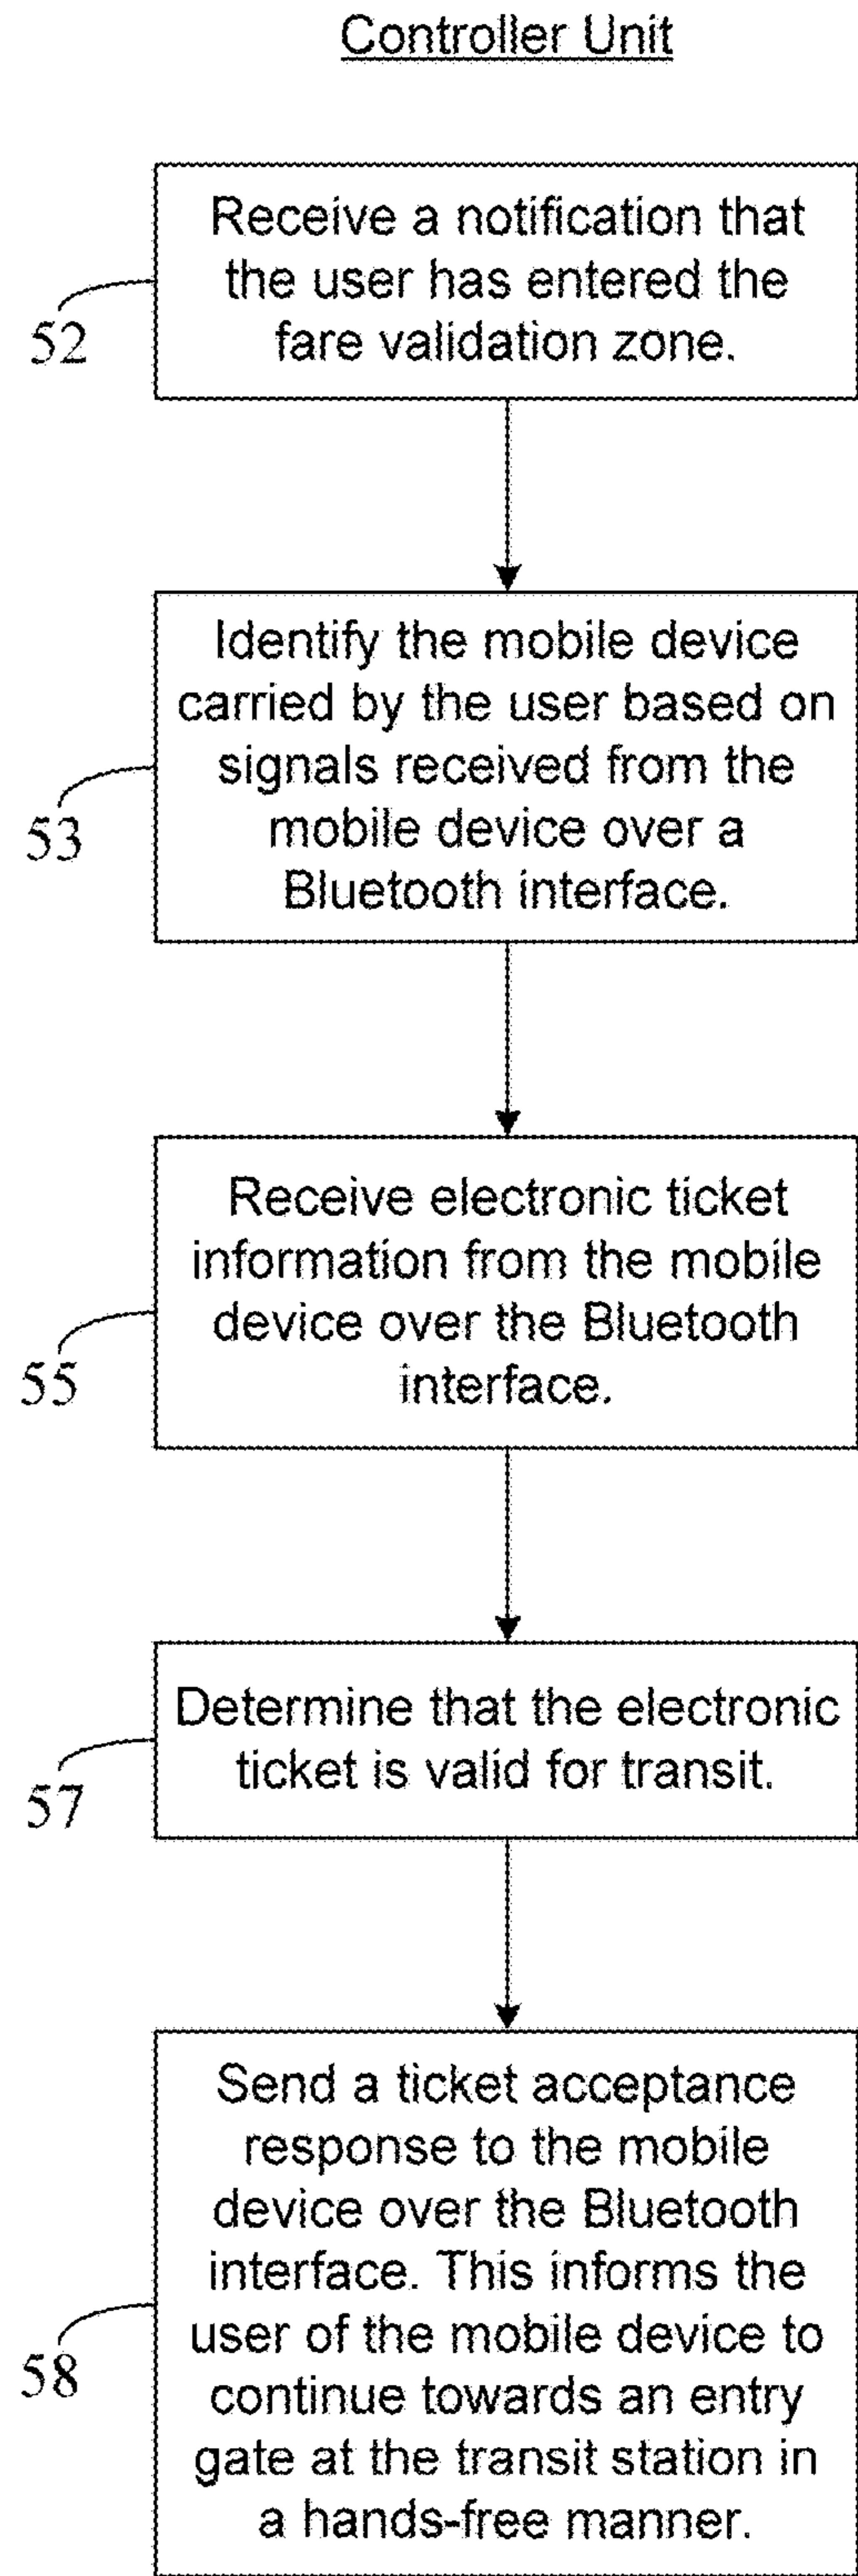 Controller Unit
Receive a notification that
the user has entered the
fare validation zone.
52
Identify the mobile device
carried by the user based on
signals received from the
mobile device over a
Bluetooth interface.
53
Receive electronic ticket
information from the mobile
device over the Bluetooth
interface.
55
Determine that the electronic
ticket is valid for transit.
57
Send a ticket acceptance
response to the mobile
device over the Bluetooth
interface. This informs the
user of the mobile device to
continue towards an entry
gate at the transit station in
a hands-free manner.
58